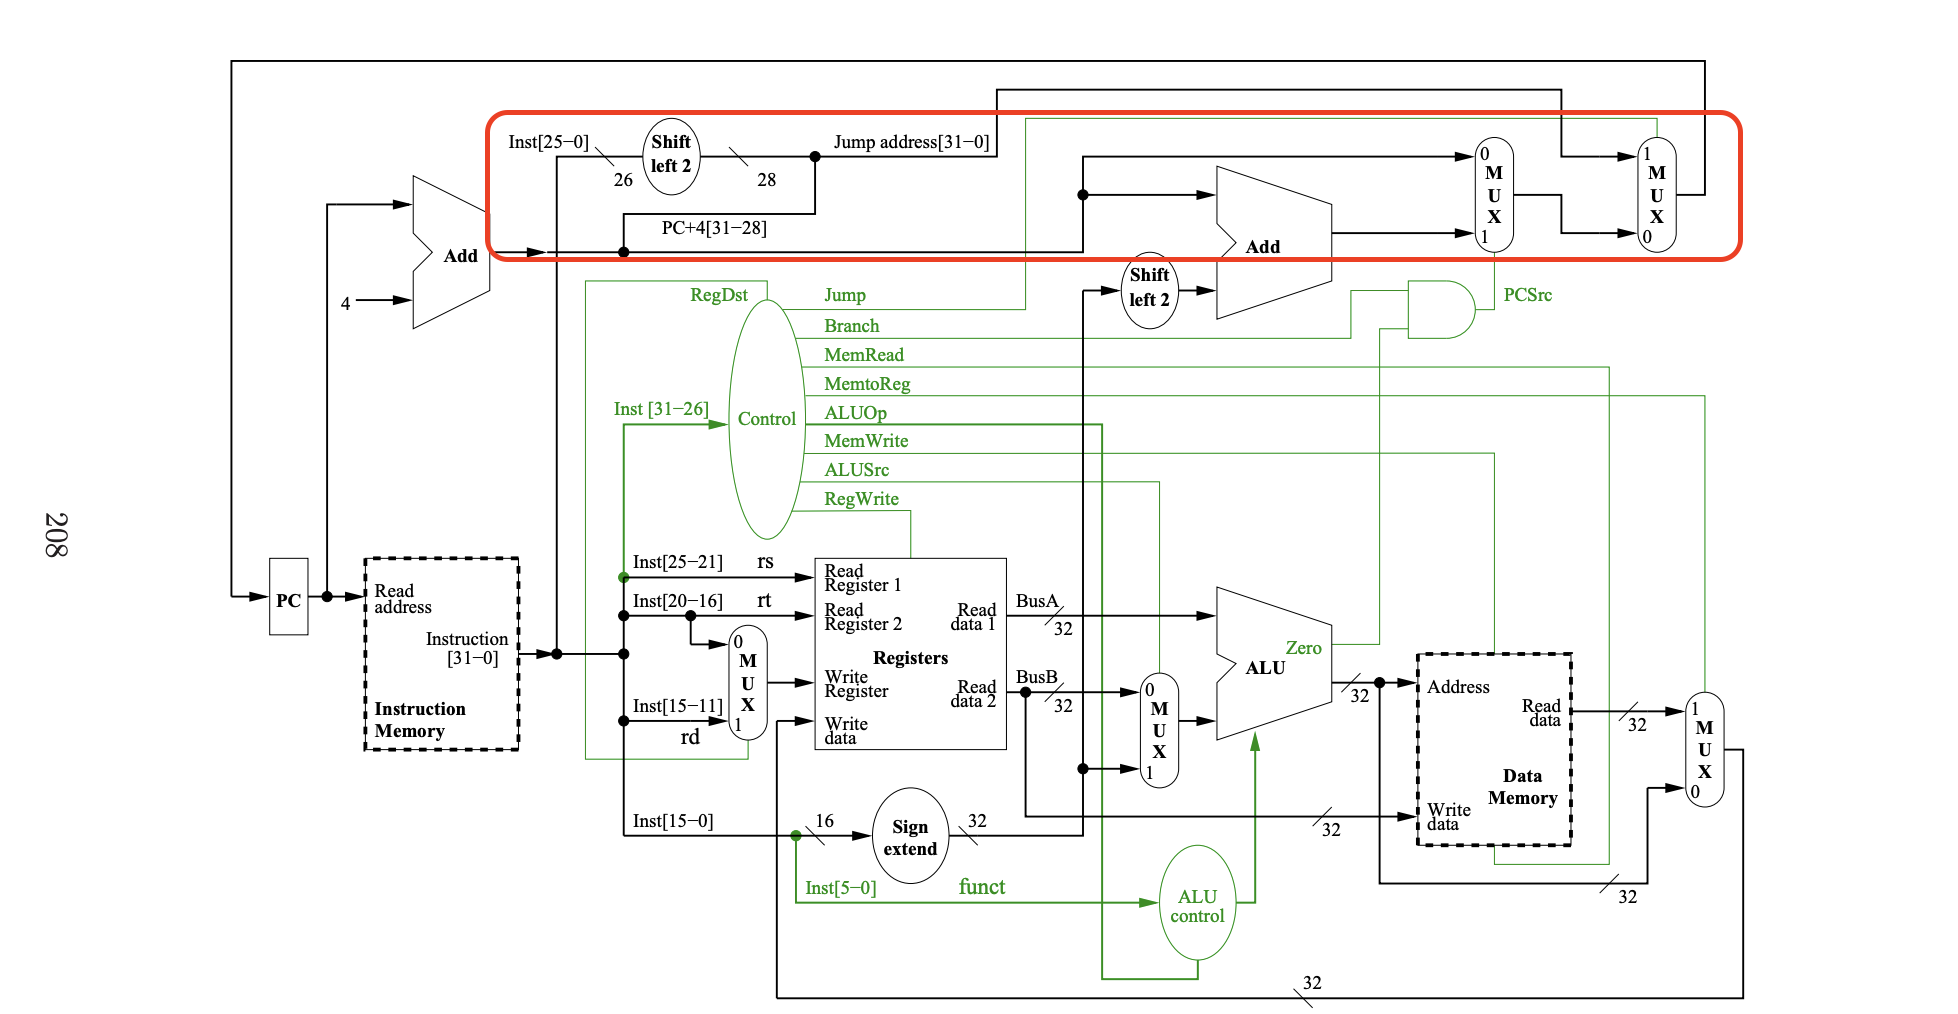 Inst[25−0]
Shift
left 2
26
28
Jump address[31−0]
PC+4[31−28]
Add
4
0
M
U
X
1
1
M
U
X
0
Add
Shift
left 2
RegDst
Jump
Branch
MemRead
MemtoReg
ALUOp
MemWrite
ALUSrc
RegWrite
PCSrc
Inst [31−26]
Control
208
PC
Read
address
Instruction
[31−0]
Instruction
Memory
Inst[25−21] rs
Inst[20−16] rt
0
M
U
X
1
Inst[15−11]
rd
Read
Register 1
Read
Register 2
Read
data 1
Registers
Write
Register
Read
data 2
Write
data
BusA
32
BusB
32
0
M
U
X
1
Zero
ALU
32
Address
Read
data
Data
Memory
Write
data
32
1
M
U
X
0
32
32
Inst[15−0]
16
Sign
extend
32
Inst[5−0] funct
ALU
control
32